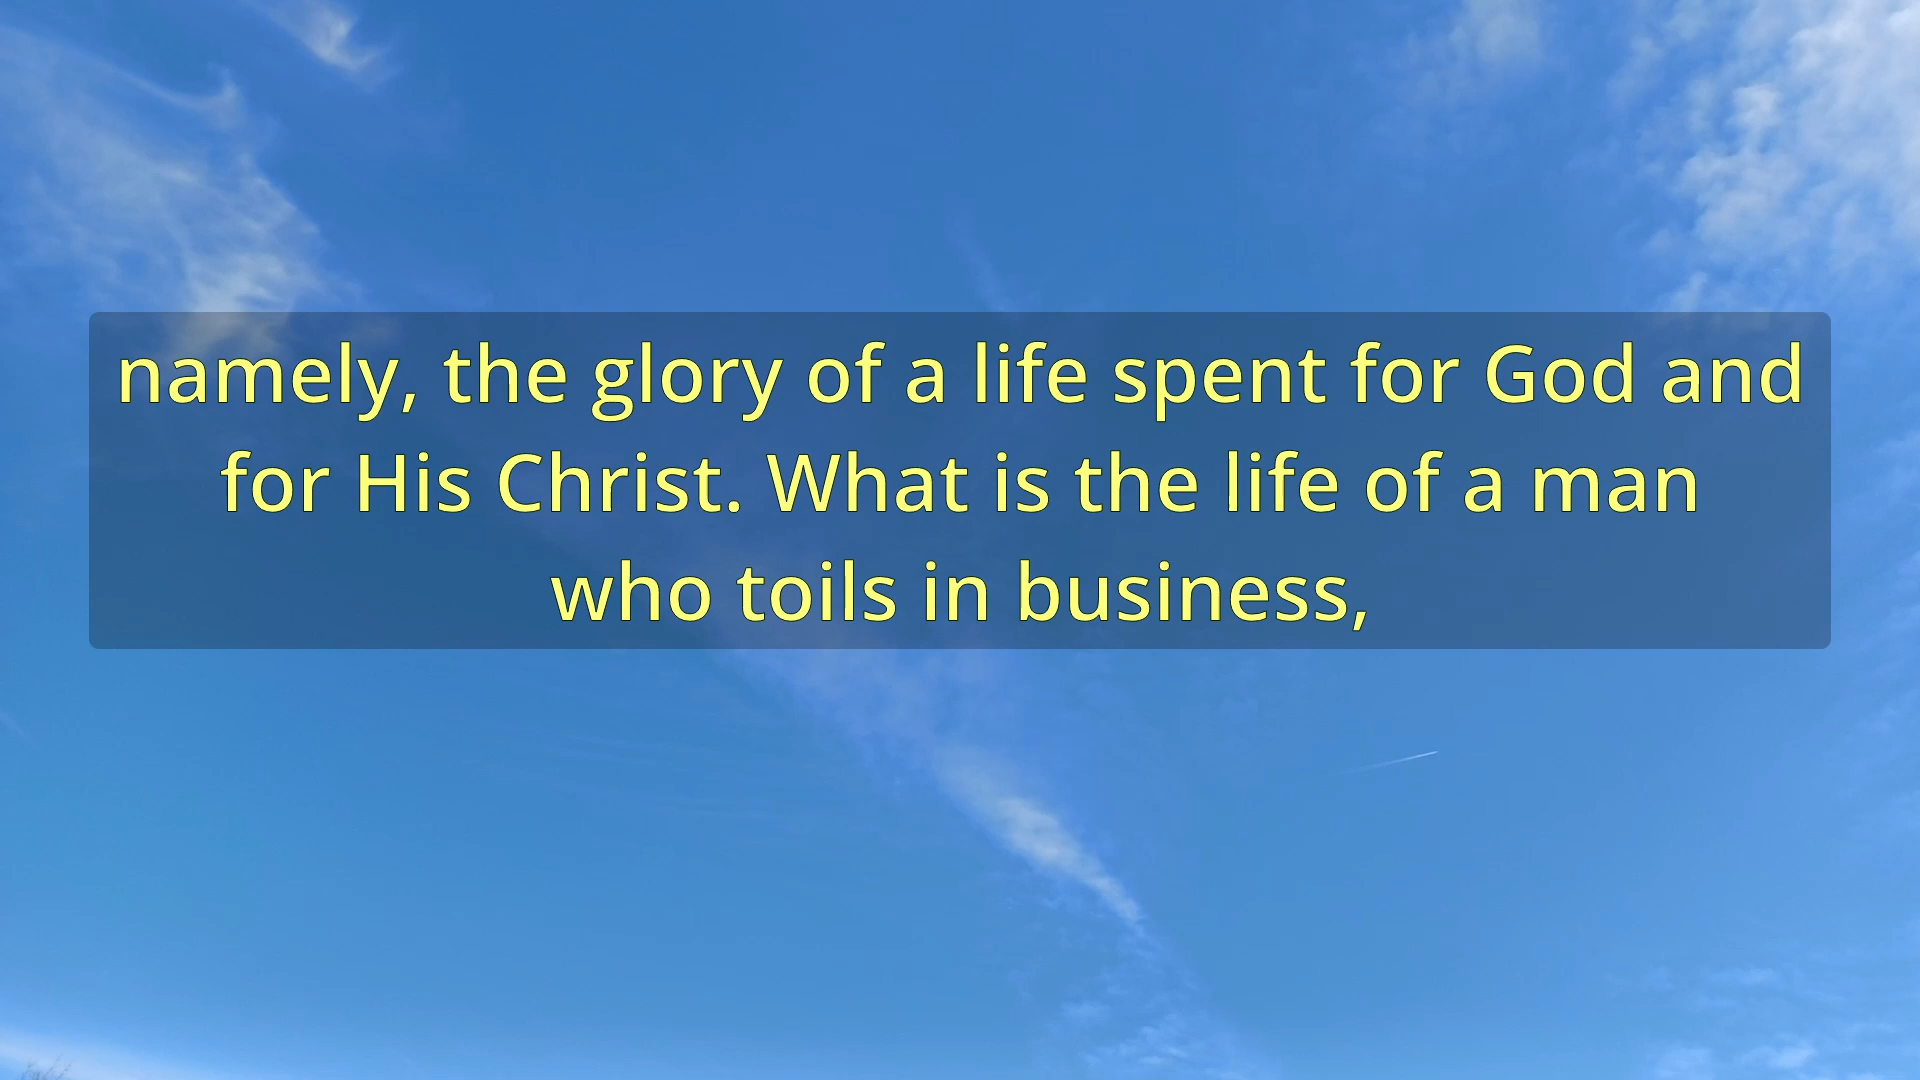 namely, the glory of a life spent for God and
for His Christ. What is the life of a man
who toils in business,